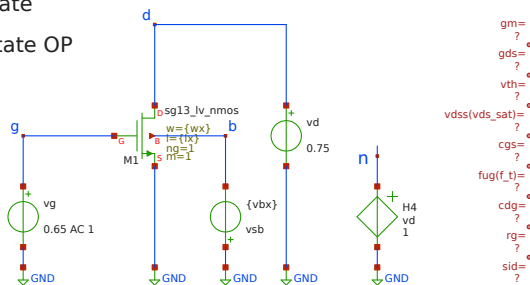 ate
tate OP
d
gm=
?
gds=
?
vth=
?
vdss(vds_sat)=
?
cgs=
?
fug(f_t)=
?
cdg=
?
rg=
?
sid=
?
D
sg13_lv_nmos
w={wx}
l={lx}
ng=1
m=1
G
B
S
M1
g
b
+
vd
0.75
n
+
vg
0.65 AC 1
{vbx}
vsb
+
+
H4
vd
1
GND
GND
GND
GND
GND